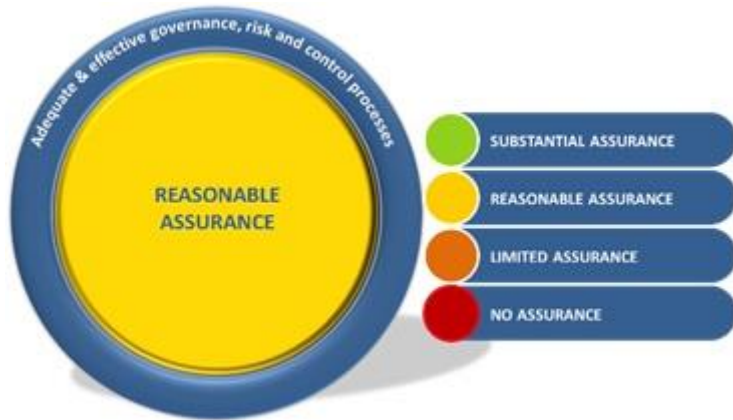 Adequate & effective governance, risk and control processes
REASONABLE
ASSURANCE
SUBSTANTIAL ASSURANCE
REASONABLE ASSURANCE
LIMITED ASSURANCE
NO ASSURANCE